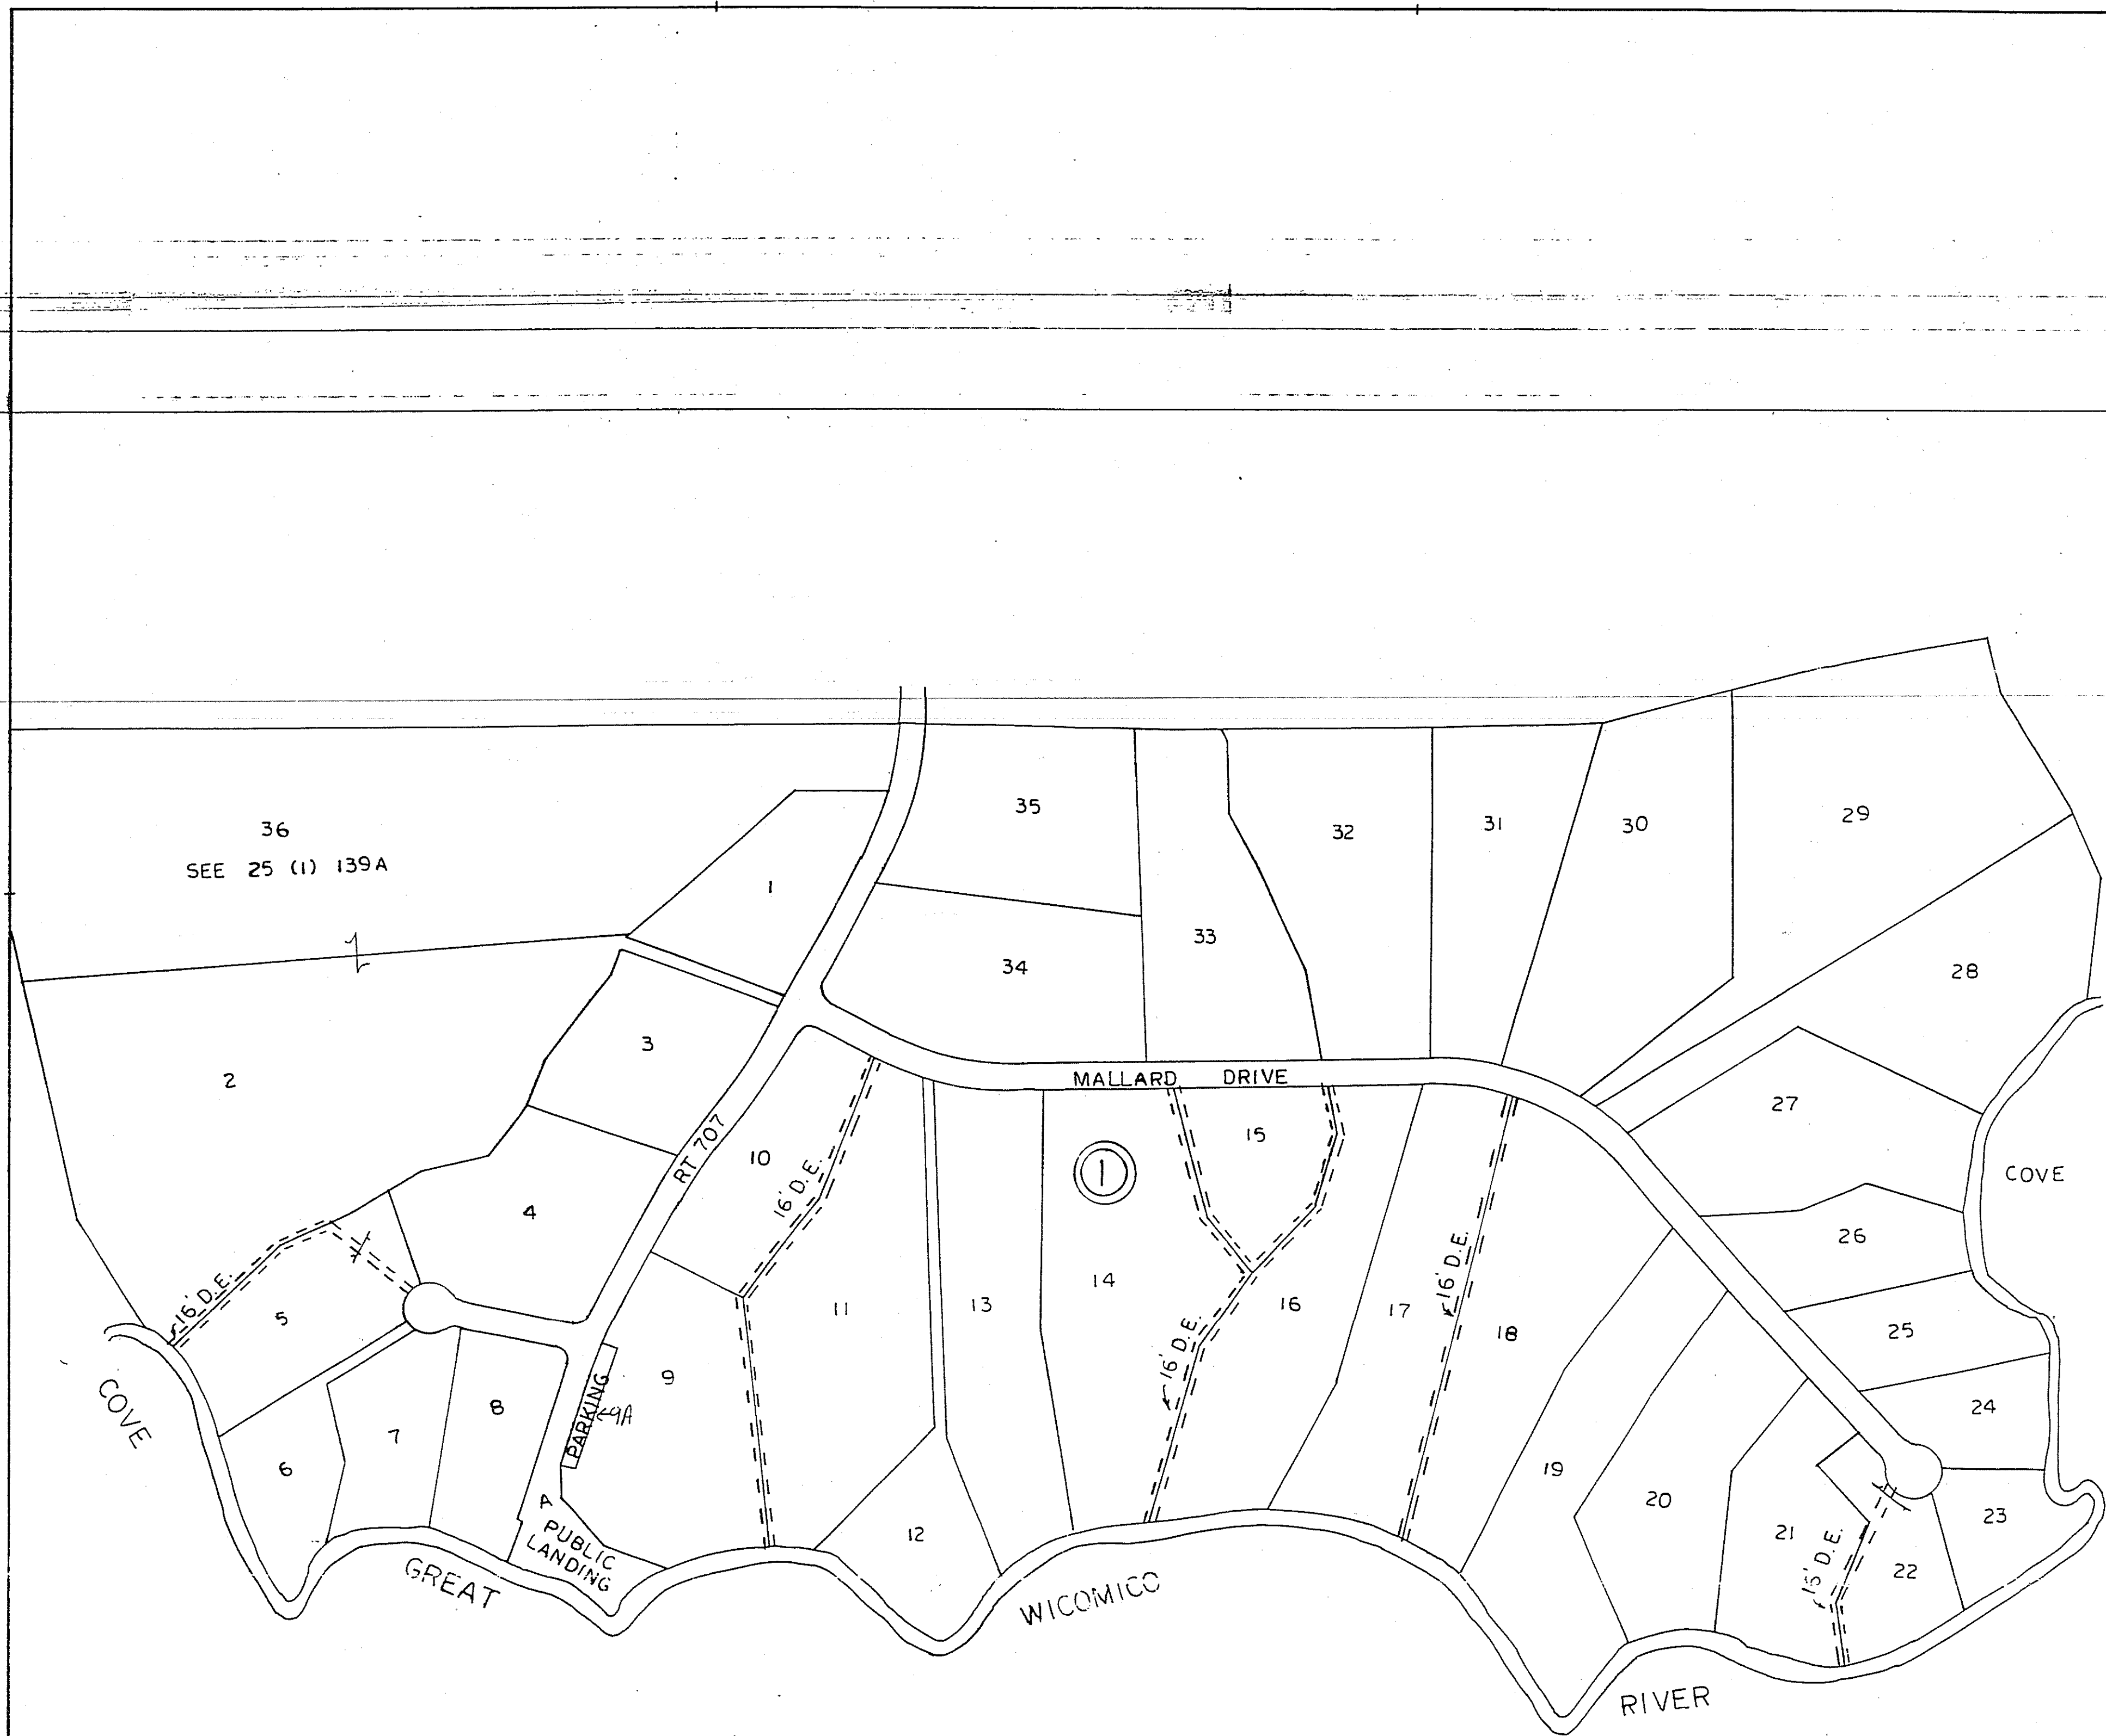 36
SEE 25 (1) 139A
35
32
31
30
29
1
33
34
28
3
2
MALLARD DRIVE
27
RT 707
10
16' D.E.
15
1
COVE
4
16' D.E.
5
11
13
14
16
17
16' D.E.
18
26
25
16' D.E.
9
PARKING
9A
8
7
6
COVE
24
19
20
21
23
22
16' D.E.
12
A
PUBLIC
LANDING
GREAT
WICOMICO
RIVER